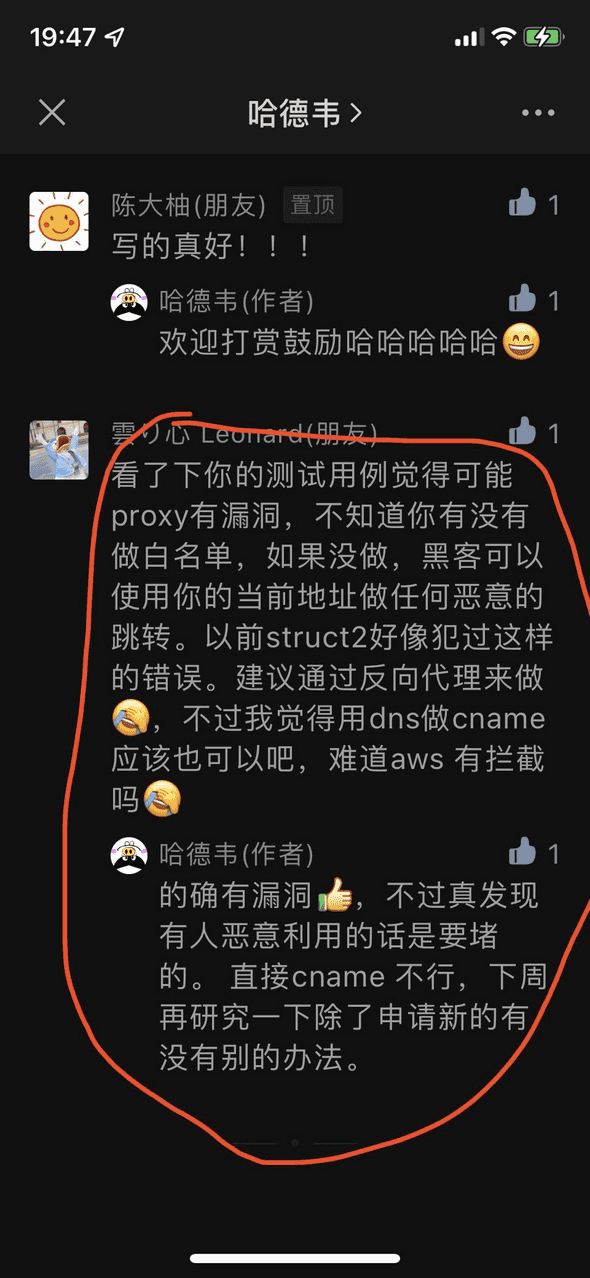 19:47
哈德韦
陈大柚(朋友) 置顶 1
写的真好！！！
哈德韦(作者) 1
欢迎打赏鼓励哈哈哈哈哈
雲り心 Leonard(朋友) 1
看了下你的测试用例觉得可能
proxy有漏洞，不知道你有没有
做白名单，如果没做，黑客可以
使用你的当前地址做任何恶意的
跳转。以前struct2好像犯过这样
的错误。建议通过反向代理来做
，不过我觉得用dns做cname
应该也可以吧，难道aws 有拦截
吗
哈德韦(作者) 1
的确有漏洞，不过真发现
有人恶意利用的话是要堵
的。 直接cname 不行，下周
再研究一下除了申请新的有
没有别的办法。